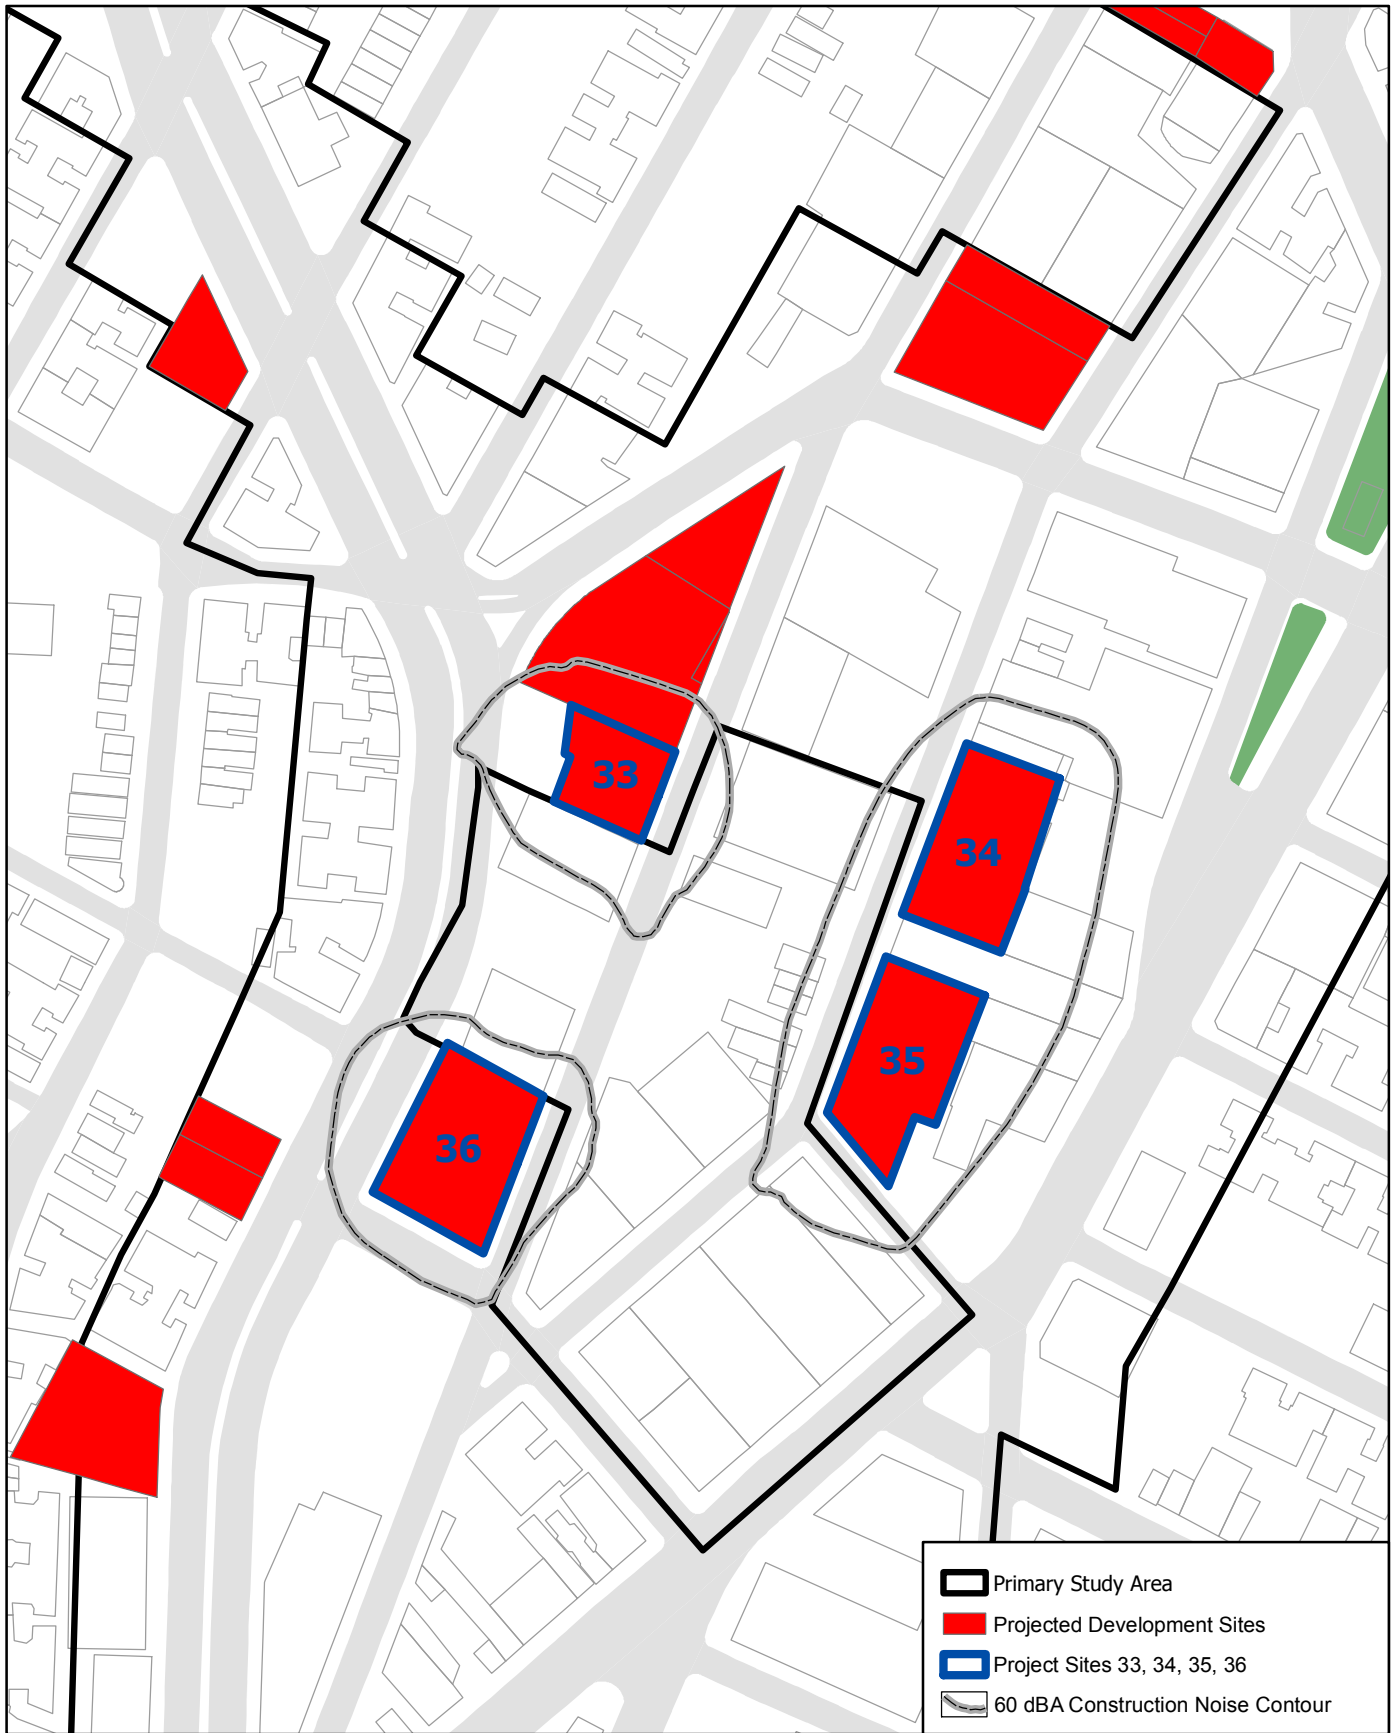 33
34
35
36
Primary Study Area
Projected Development Sites
Project Sites 33, 34, 35, 36
60 dBA Construction Noise Contour